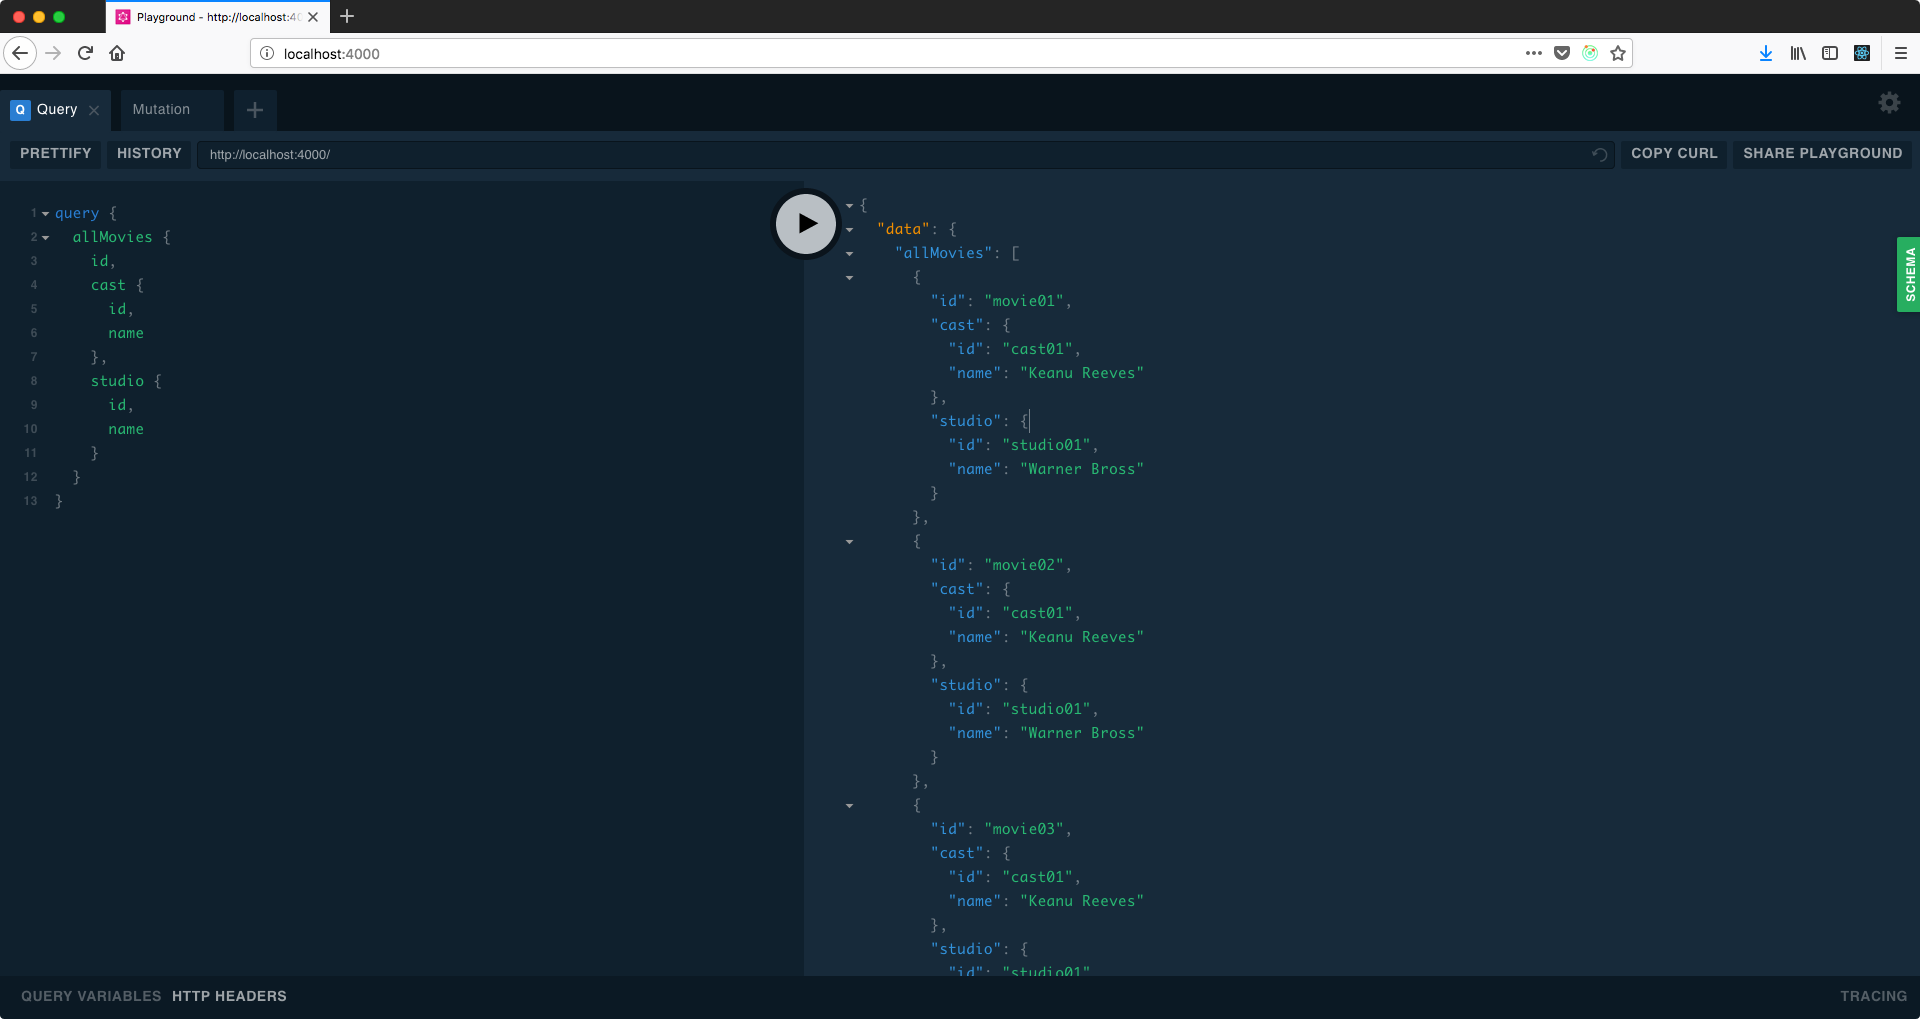 Playground - http://localhost:40
localhost:4000
Q Query
Mutation
PRETTIFY
HISTORY
http://localhost:4000/
COPY CURL
SHARE PLAYGROUND
1 query {
2 allMovies {
3 id,
4 cast {
5 id,
6 name
7 },
8 studio {
9 id,
10 name
11 }
12 }
13 }
{
"data": {
"allMovies": [
{
"id": "movie01",
"cast": {
"id": "cast01",
"name": "Keanu Reeves"
},
"studio": {
"id": "studio01",
"name": "Warner Bross"
}
},
{
"id": "movie02",
"cast": {
"id": "cast01",
"name": "Keanu Reeves"
},
"studio": {
"id": "studio01",
"name": "Warner Bross"
}
},
{
"id": "movie03",
"cast": {
"id": "cast01",
"name": "Keanu Reeves"
},
"studio": {
"id": "studio01",
SCHEMA
QUERY VARIABLES
HTTP HEADERS
TRACING